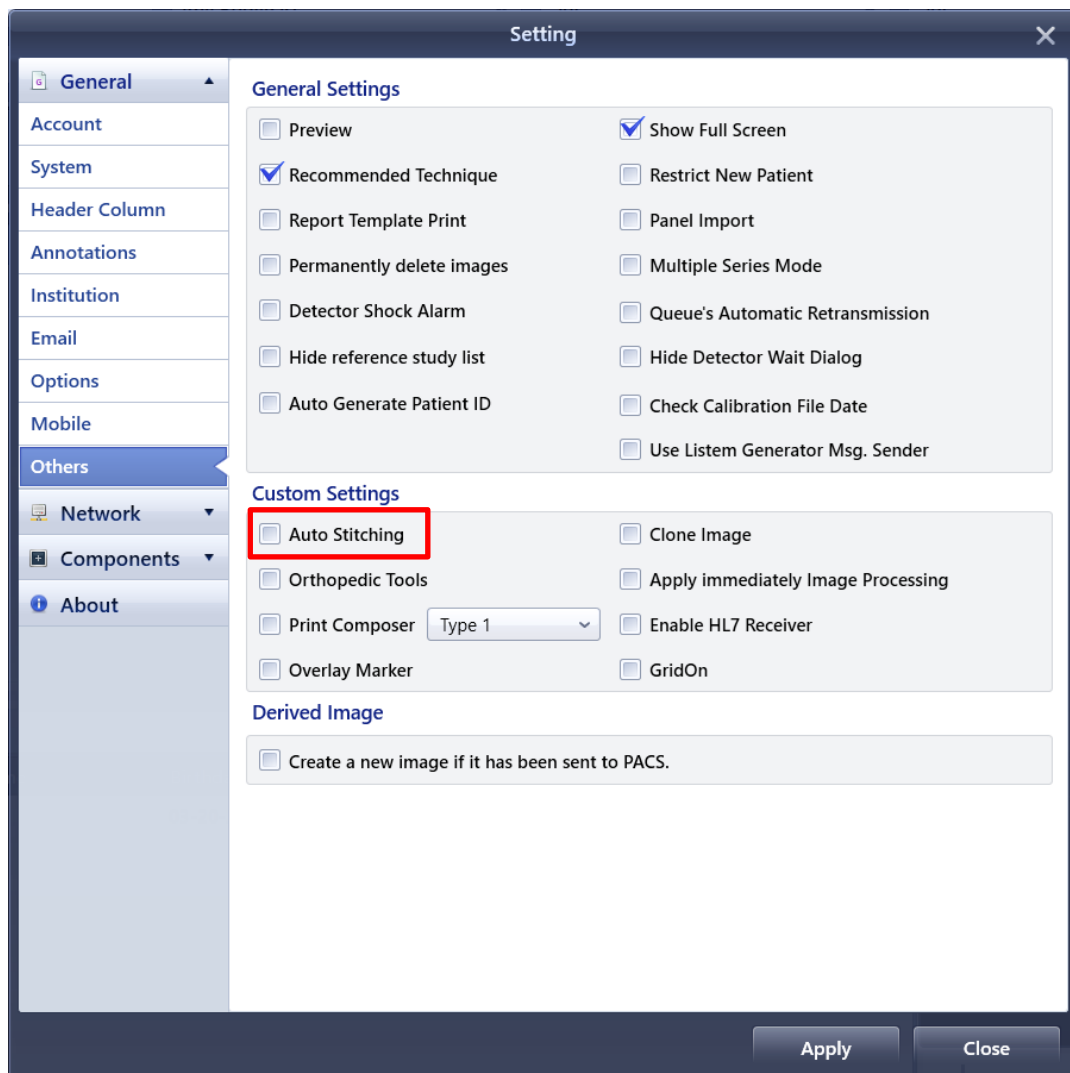 Setting
General
Account
System
Header Column
Annotations
Institution
Email
Options
Mobile
Others
Network
Components
About
General Settings
Preview
Show Full Screen
Recommended Technique
Restrict New Patient
Report Template Print
Panel Import
Permanently delete images
Multiple Series Mode
Detector Shock Alarm
Queue's Automatic Retransmission
Hide reference study list
Hide Detector Wait Dialog
Auto Generate Patient ID
Check Calibration File Date
Use Listem Generator Msg. Sender
Custom Settings
Auto Stitching
Clone Image
Orthopedic Tools
Apply immediately Image Processing
Print Composer Type 1
Enable HL7 Receiver
Overlay Marker
GridOn
Derived Image
Create a new image if it has been sent to PACS.
Apply
Close